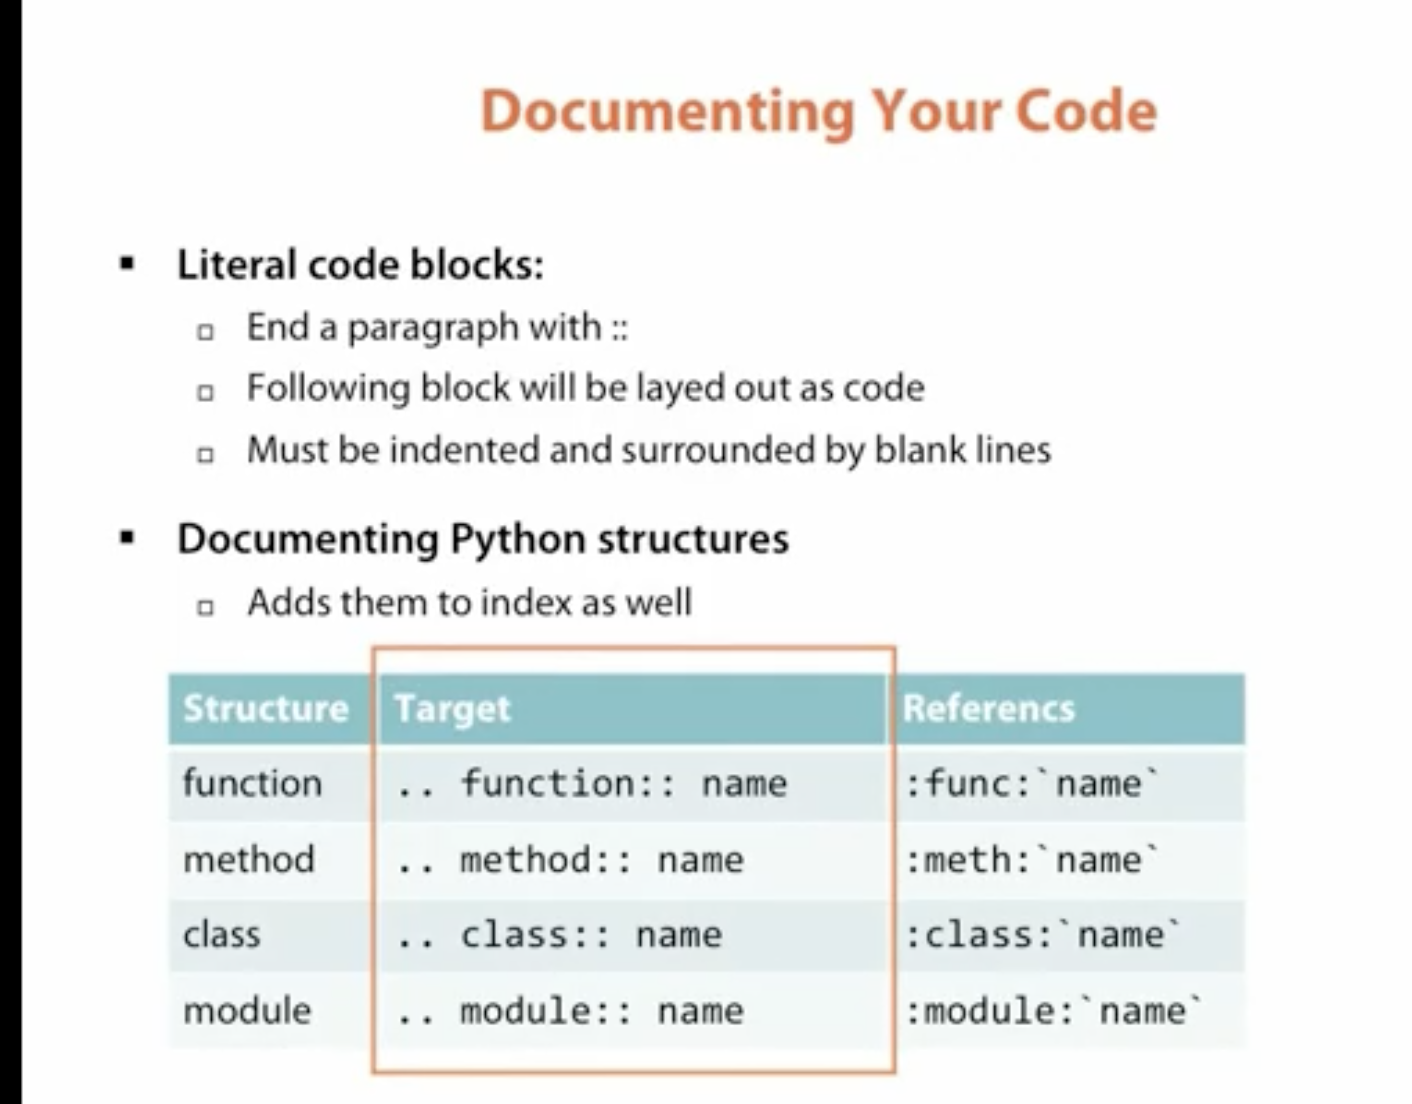 Documenting Your Code
▪ Literal code blocks:
▫ End a paragraph with ::
▫ Following block will be layed out as code
▫ Must be indented and surrounded by blank lines
▪ Documenting Python structures
▫ Adds them to index as well
Structure Target Referencs
function .. function:: name :func:`name`
method .. method:: name :meth:`name`
class .. class:: name :class:`name`
module .. module:: name :module:`name`